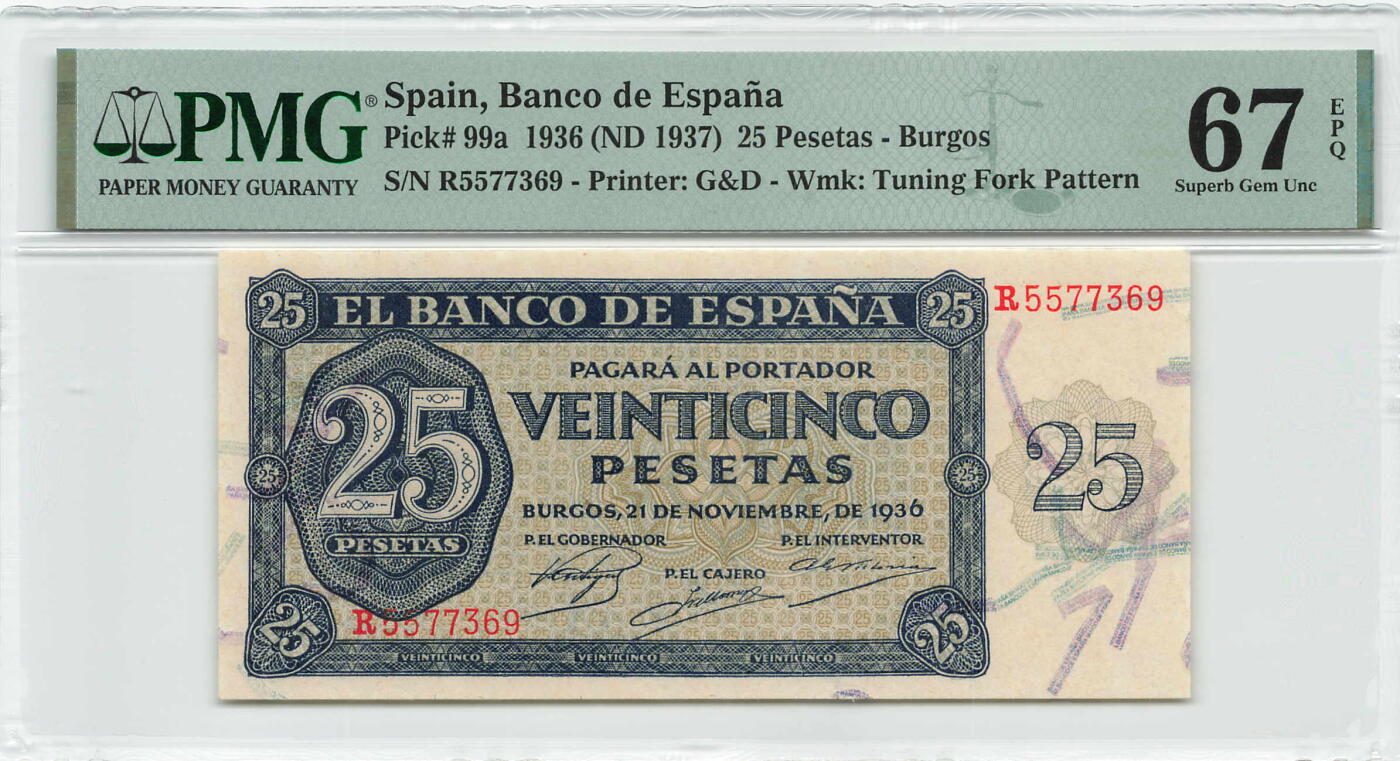 PMG®
PAPER MONEY GUARANTY
Spain, Banco de España
Pick# 99a 1936 (ND 1937) 25 Pesetas - Burgos
S/N R5577369 - Printer: G&D - Wmk: Tuning Fork Pattern
67
EPQ
Superb Gem Unc
25 EL BANCO DE ESPAÑA 25
R5577369
PAGARÁ AL PORTADOR
VEINTICINCO
PESETAS
25
PESETAS
25
25
25
BURGOS, 21 DE NOVIEMBRE, DE 1936
P. EL GOBERNADOR
P. EL INTERVENTOR
P. EL CAJERO
R5577369
25
25
VEINTICINCO VEINTICINCO VEINTICINCO